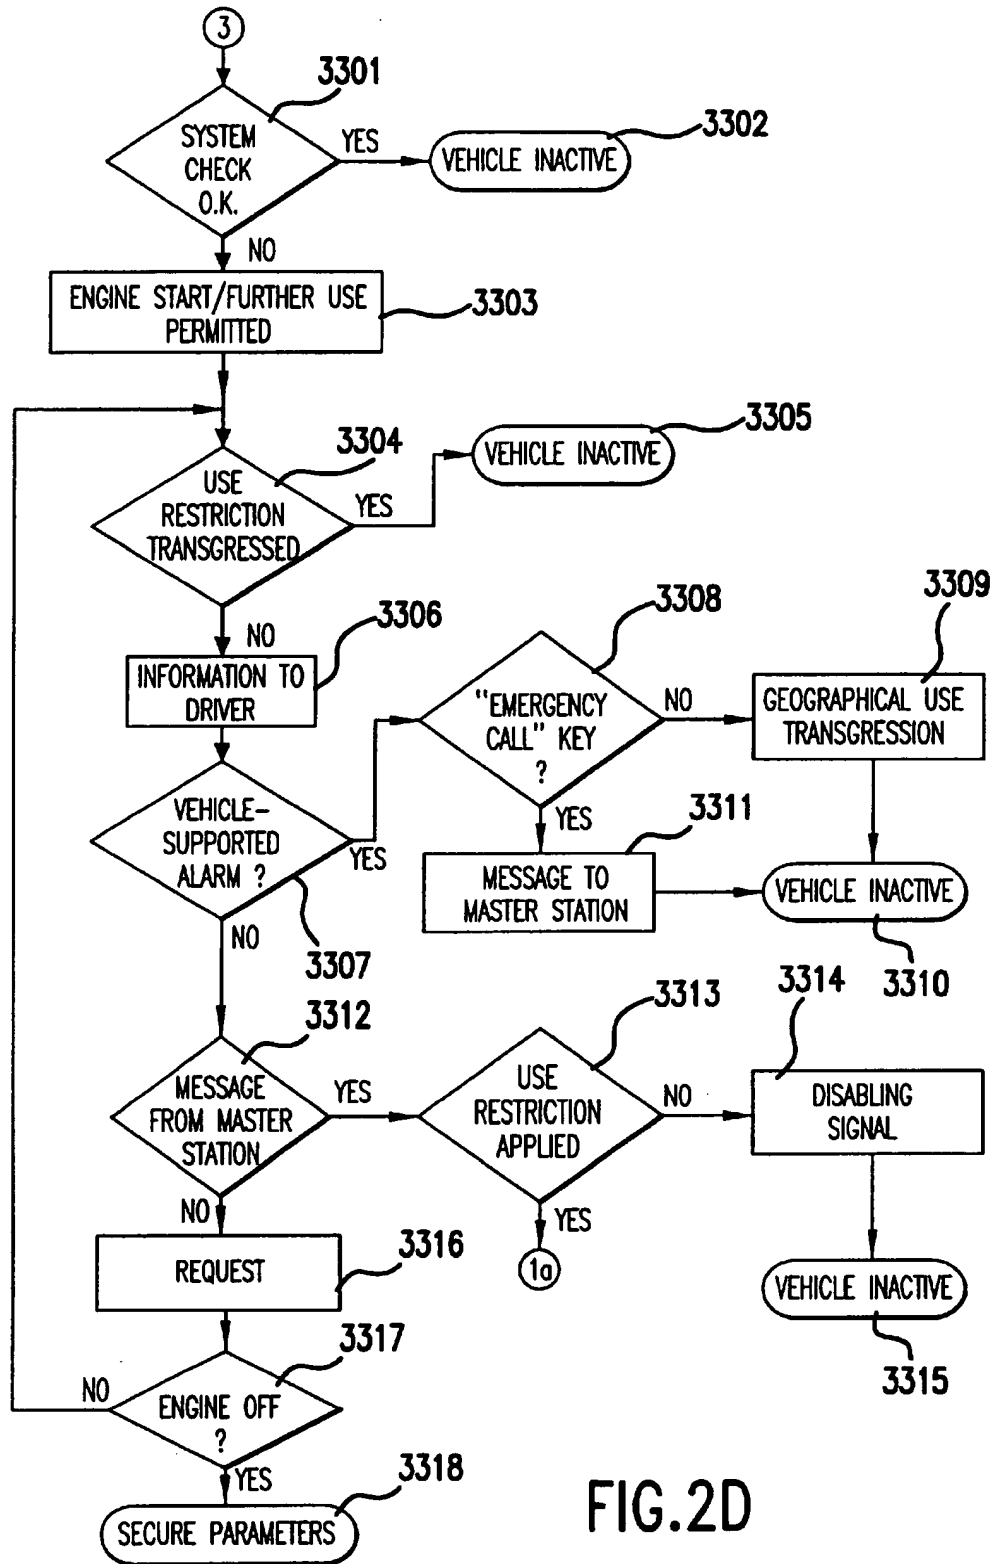 3
3301
SYSTEM
CHECK
O.K.
YES
3302
VEHICLE INACTIVE
NO
ENGINE START/FURTHER USE
PERMITTED
3303
3304
USE
RESTRICTION
TRANSGRESSED
YES
3305
VEHICLE INACTIVE
NO
3306
INFORMATION TO
DRIVER
VEHICLE-
SUPPORTED
ALARM ?
YES
3307
NO
3308
"EMERGENCY
CALL" KEY
?
NO
3309
GEOGRAPHICAL USE
TRANSGRESSION
YES
3311
MESSAGE TO
MASTER STATION
VEHICLE INACTIVE
3310
3312
MESSAGE
FROM MASTER
STATION
YES
3313
USE
RESTRICTION
APPLIED
NO
3314
DISABLING
SIGNAL
YES
1a
VEHICLE INACTIVE
3315
NO
REQUEST
3316
3317
ENGINE OFF
?
NO
YES
3318
SECURE PARAMETERS
FIG.2D